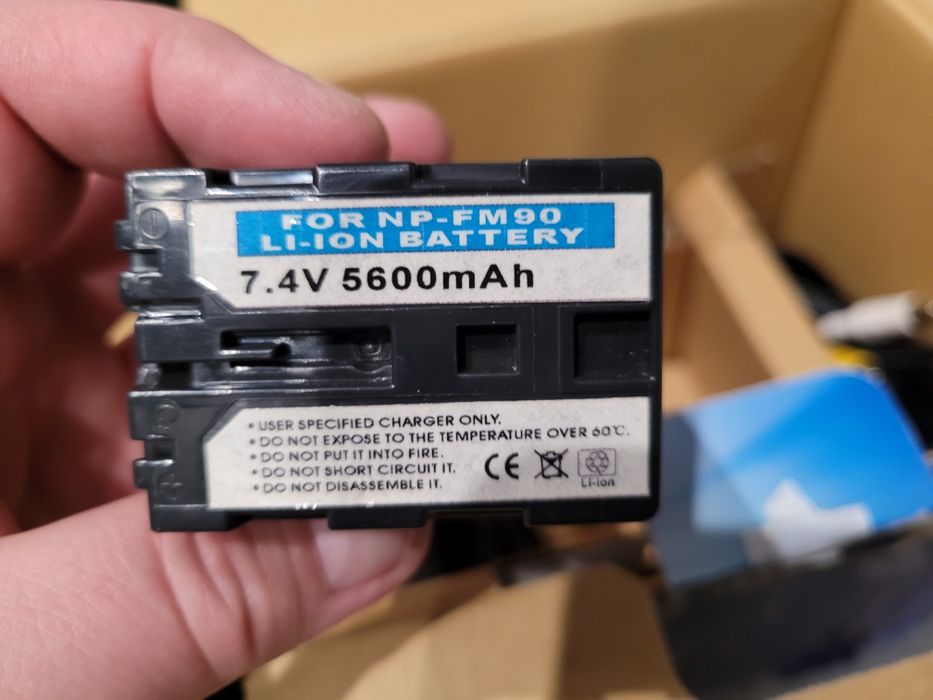 FOR NP-FM90
LI-ION BATTERY
7.4V 5600mAh
• USER SPECIFIED CHARGER ONLY.
• DO NOT EXPOSE TO THE TEMPERATURE OVER 60℃.
• DO NOT PUT IT INTO FIRE.
• DO NOT SHORT CIRCUIT IT.
• DO NOT DISASSEMBLE IT.
CE
Li-ion